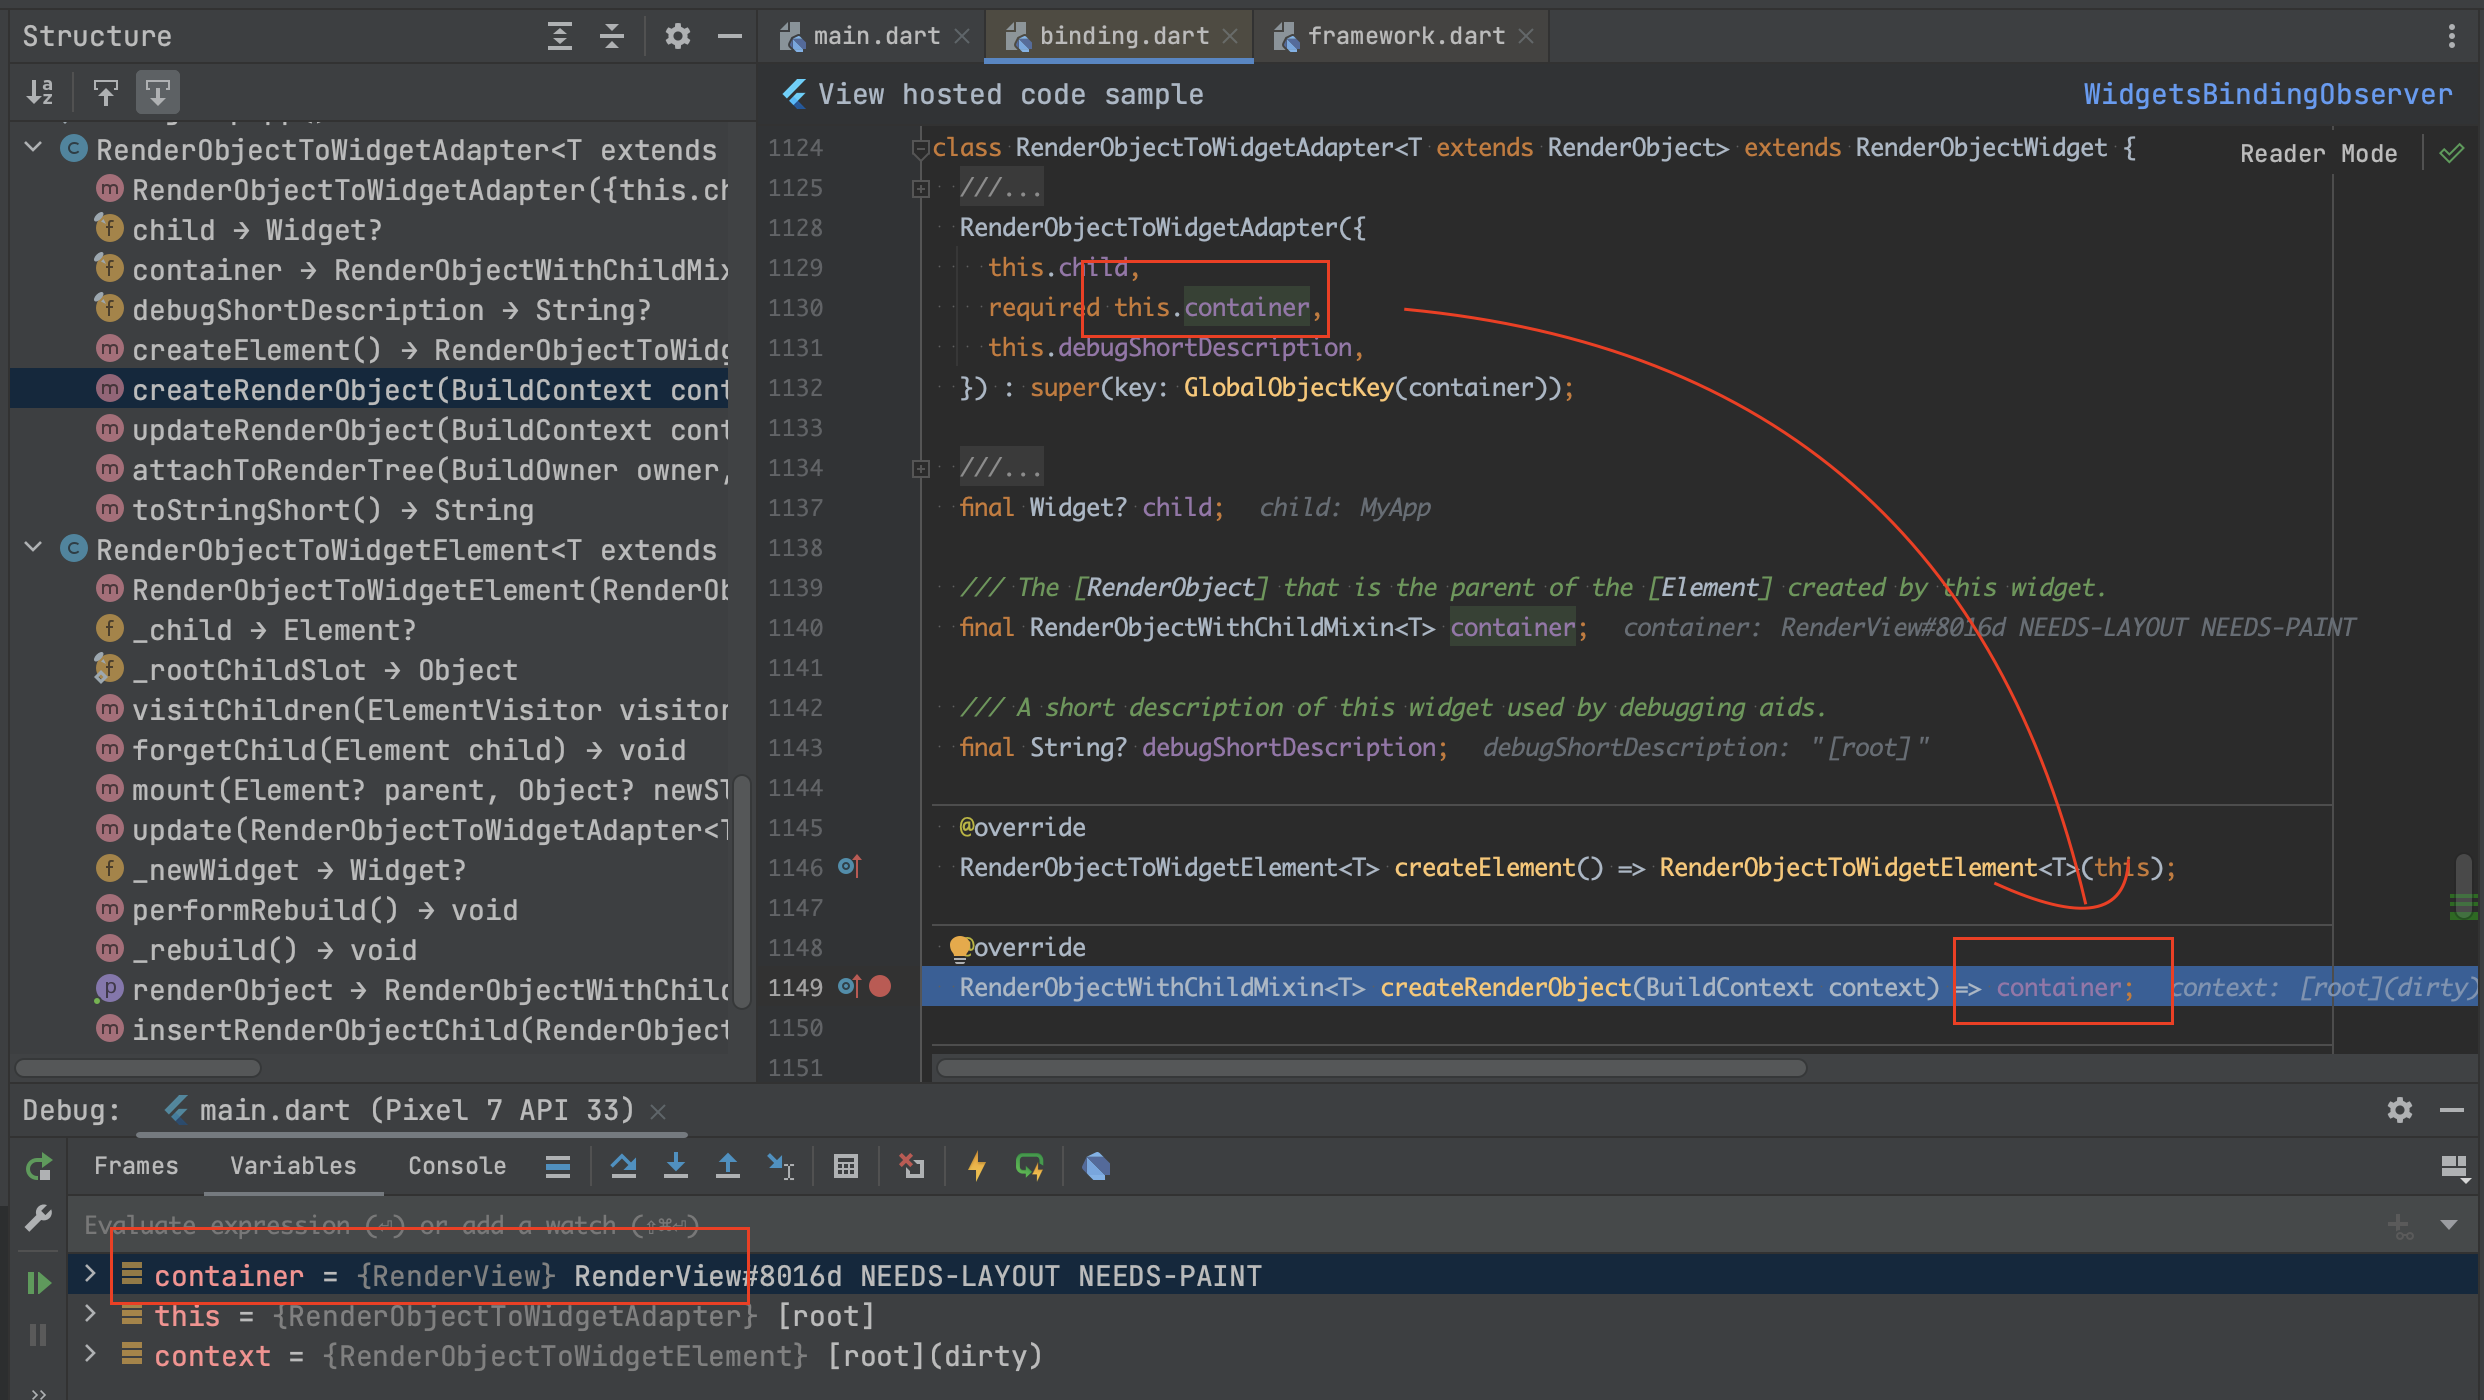 Structure
main.dart
binding.dart
framework.dart
View hosted code sample
WidgetsBindingObserver
Reader Mode
RenderObjectToWidgetAdapter<T extends
RenderObjectToWidgetAdapter({this.ch
child → Widget?
container → RenderObjectWithChildMix
debugShortDescription → String?
createElement() → RenderObjectToWidg
createRenderObject(BuildContext cont
updateRenderObject(BuildContext cont
attachToRenderTree(BuildOwner owner,
toStringShort() → String
RenderObjectToWidgetElement<T extends
RenderObjectToWidgetElement(RenderOb
_child → Element?
_rootChildSlot → Object
visitChildren(ElementVisitor visitor
forgetChild(Element child) → void
mount(Element? parent, Object? newSl
update(RenderObjectToWidgetAdapter<T
_newWidget → Widget?
performRebuild() → void
_rebuild() → void
renderObject → RenderObjectWithChild
insertRenderObjectChild(RenderObject
1124 class RenderObjectToWidgetAdapter<T extends RenderObject> extends RenderObjectWidget {
1125 ///...
1128 RenderObjectToWidgetAdapter({
1129 this.child,
1130 required this.container,
1131 this.debugShortDescription,
1132 }) : super(key: GlobalObjectKey(container));
1133
1134 ///...
1137 final Widget? child; child: MyApp
1138
1139 /// The [RenderObject] that is the parent of the [Element] created by this widget.
1140 final RenderObjectWithChildMixin<T> container; container: RenderView#8016d NEEDS-LAYOUT NEEDS-PAINT
1141
1142 /// A short description of this widget used by debugging aids.
1143 final String? debugShortDescription; debugShortDescription: "[root]"
1144
1145 @override
1146 RenderObjectToWidgetElement<T> createElement() => RenderObjectToWidgetElement<T>(this);
1147
1148 @override
1149 RenderObjectWithChildMixin<T> createRenderObject(BuildContext context) => container; context: [root](dirty)
1150
1151
Debug: main.dart (Pixel 7 API 33)
Frames Variables Console
Evaluate expression (⏎) or add a watch (⇧⌘⏎)
container = {RenderView} RenderView#8016d NEEDS-LAYOUT NEEDS-PAINT
this = {RenderObjectToWidgetAdapter} [root]
context = {RenderObjectToWidgetElement} [root](dirty)